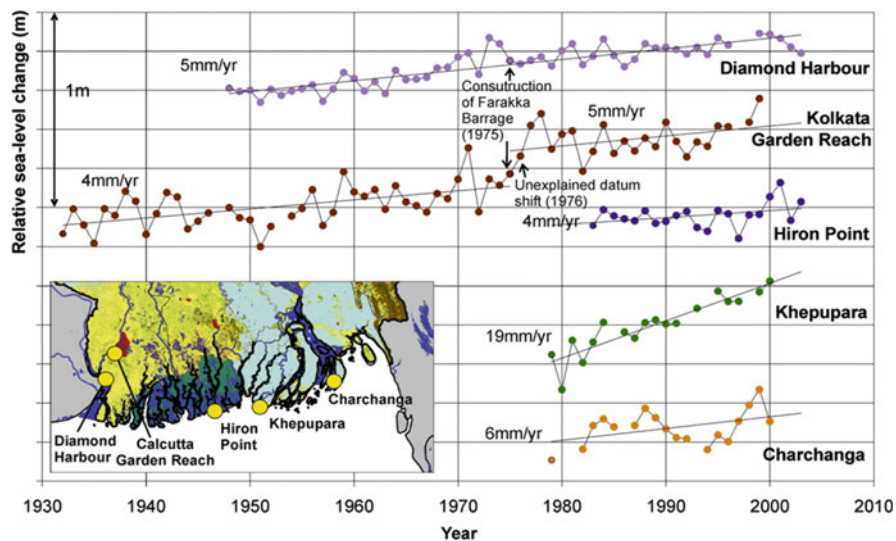 Relative sea-level change (m)
1m
5mm/yr
Diamond Harbour
Consutruction of Farakka
Barrage
(1975)
5mm/yr
Kolkata
Garden Reach
4mm/yr
Unexplained datum
shift (1976)
4mm/yr
Hiron Point
Khepupara
19mm/yr
6mm/yr
Charchanga
Charchanga
Khepupara
Hiron
Point
Diamond
Harbour
Calcutta
Garden Reach
1930 1940 1950 1960 1970 1980 1990 2000 2010
Year